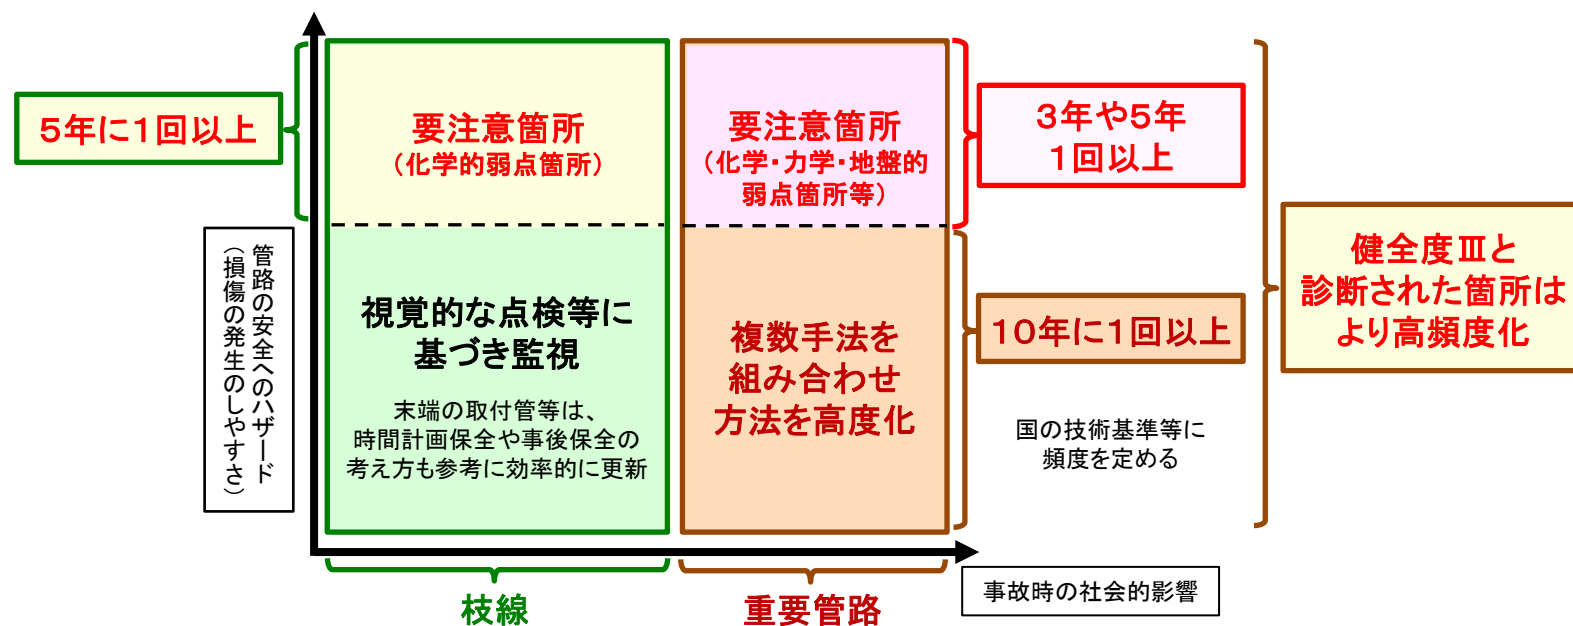 5年に1回以上
管路の安全へのハザード
(損傷の発生のしやすさ)
要注意箇所
(化学的弱点箇所)
視覚的な点検等に
基づき監視
末端の取付管等は、
時間計画保全や事後保全の
考え方も参考に効率的に更新
要注意箇所
(化学・力学・地盤的
弱点箇所等)
複数手法を
組み合わせ
方法を高度化
3年や5年
1回以上
10年に1回以上
国の技術基準等に
頻度を定める
健全度Ⅲと
診断された箇所は
より高頻度化
枝線
重要管路
事故時の社会的影響